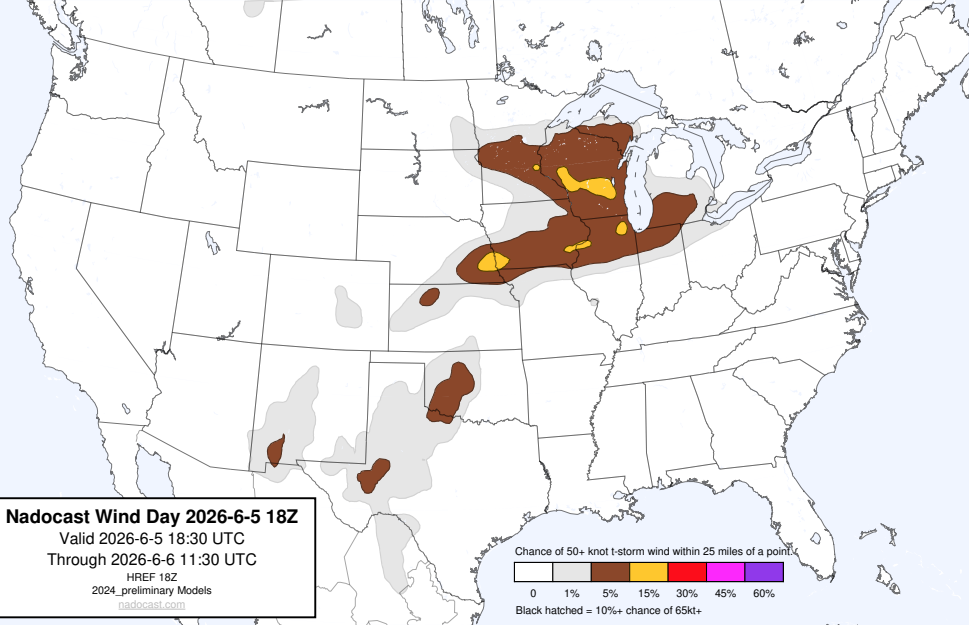 Nadocast Wind Day 2026-6-5 18Z
Valid 2026-6-5 18:30 UTC
Through 2026-6-6 11:30 UTC
HREF 18Z
2024_preliminary Models
nadocast.com
Chance of 50+ knot t-storm wind within 25 miles of a point.
0 1% 5% 15% 30% 45% 60%
Black hatched = 10%+ chance of 65kt+